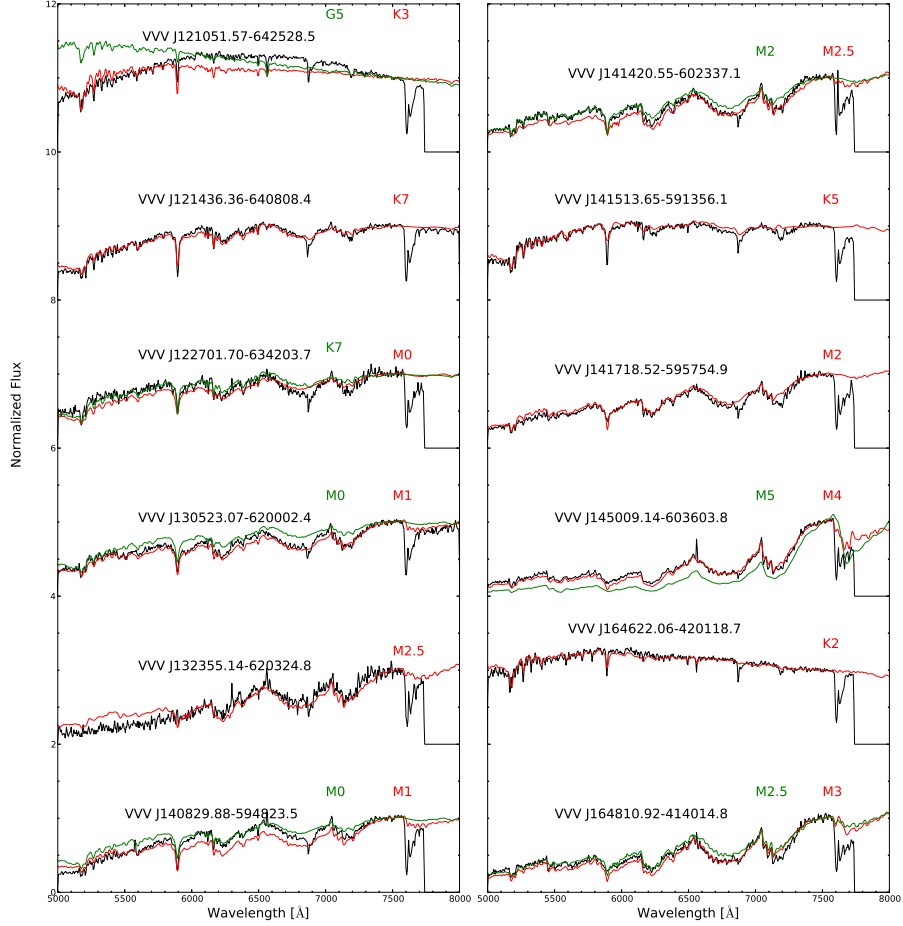 12
G5 K3
VVV J121051.57-642528.5
10
VVV J121436.36-640808.4 K7
8
VVV J122701.70-634203.7 K7 M0
6
M0 M1
VVV J130523.07-620002.4
4
VVV J132355.14-620324.8 M2.5
2
M0 M1
VVV J140829.88-594823.5
0
5000 5500 6000 6500 7000 7500 8000
Wavelength [Å]
Normalized Flux
M2 M2.5
VVV J141420.55-602337.1
VVV J141513.65-591356.1 K5
M2
VVV J141718.52-595754.9
M5 M4
VVV J145009.14-603603.8
VVV J164622.06-420118.7
K2
M2.5 M3
VVV J164810.92-414014.8
5000 5500 6000 6500 7000 7500 8000
Wavelength [Å]